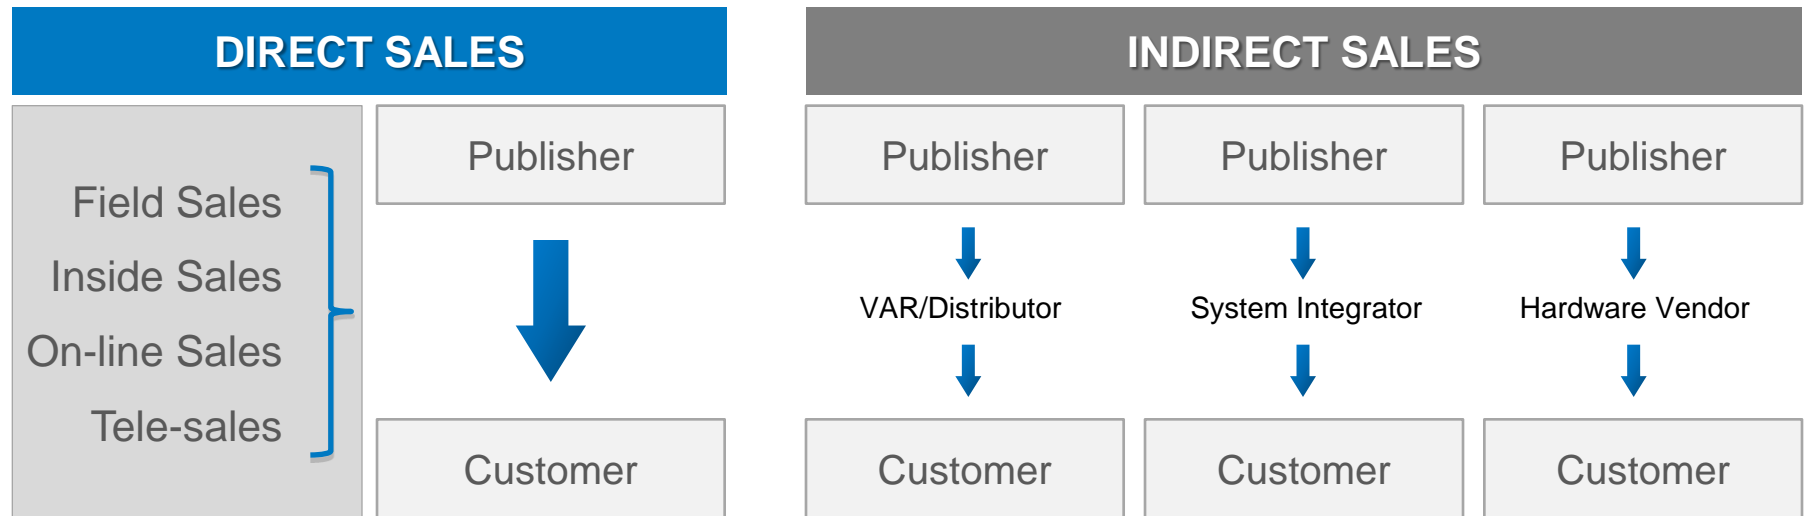 DIRECT SALES
Field Sales
Inside Sales
On-line Sales
Tele-sales
Publisher
Customer
INDIRECT SALES
Publisher
VAR/Distributor
Customer
Publisher
System Integrator
Customer
Publisher
Hardware Vendor
Customer